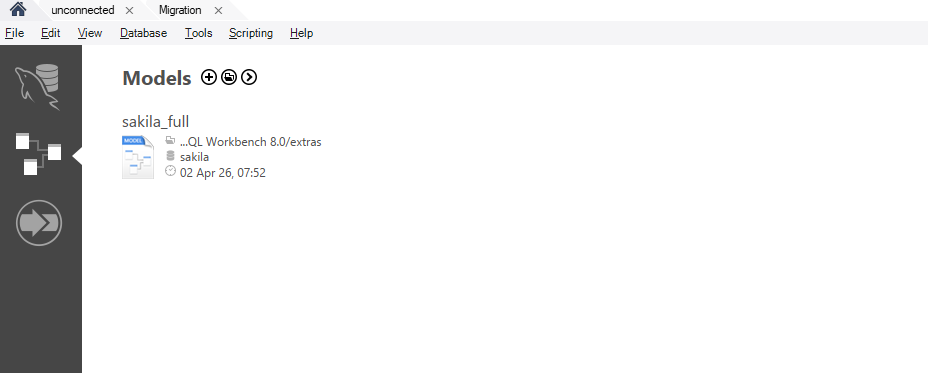 unconnected Migration
File Edit View Database Tools Scripting Help
Models
sakila_full
MODEL
...QL Workbench 8.0/extras
sakila
02 Apr 26, 07:52